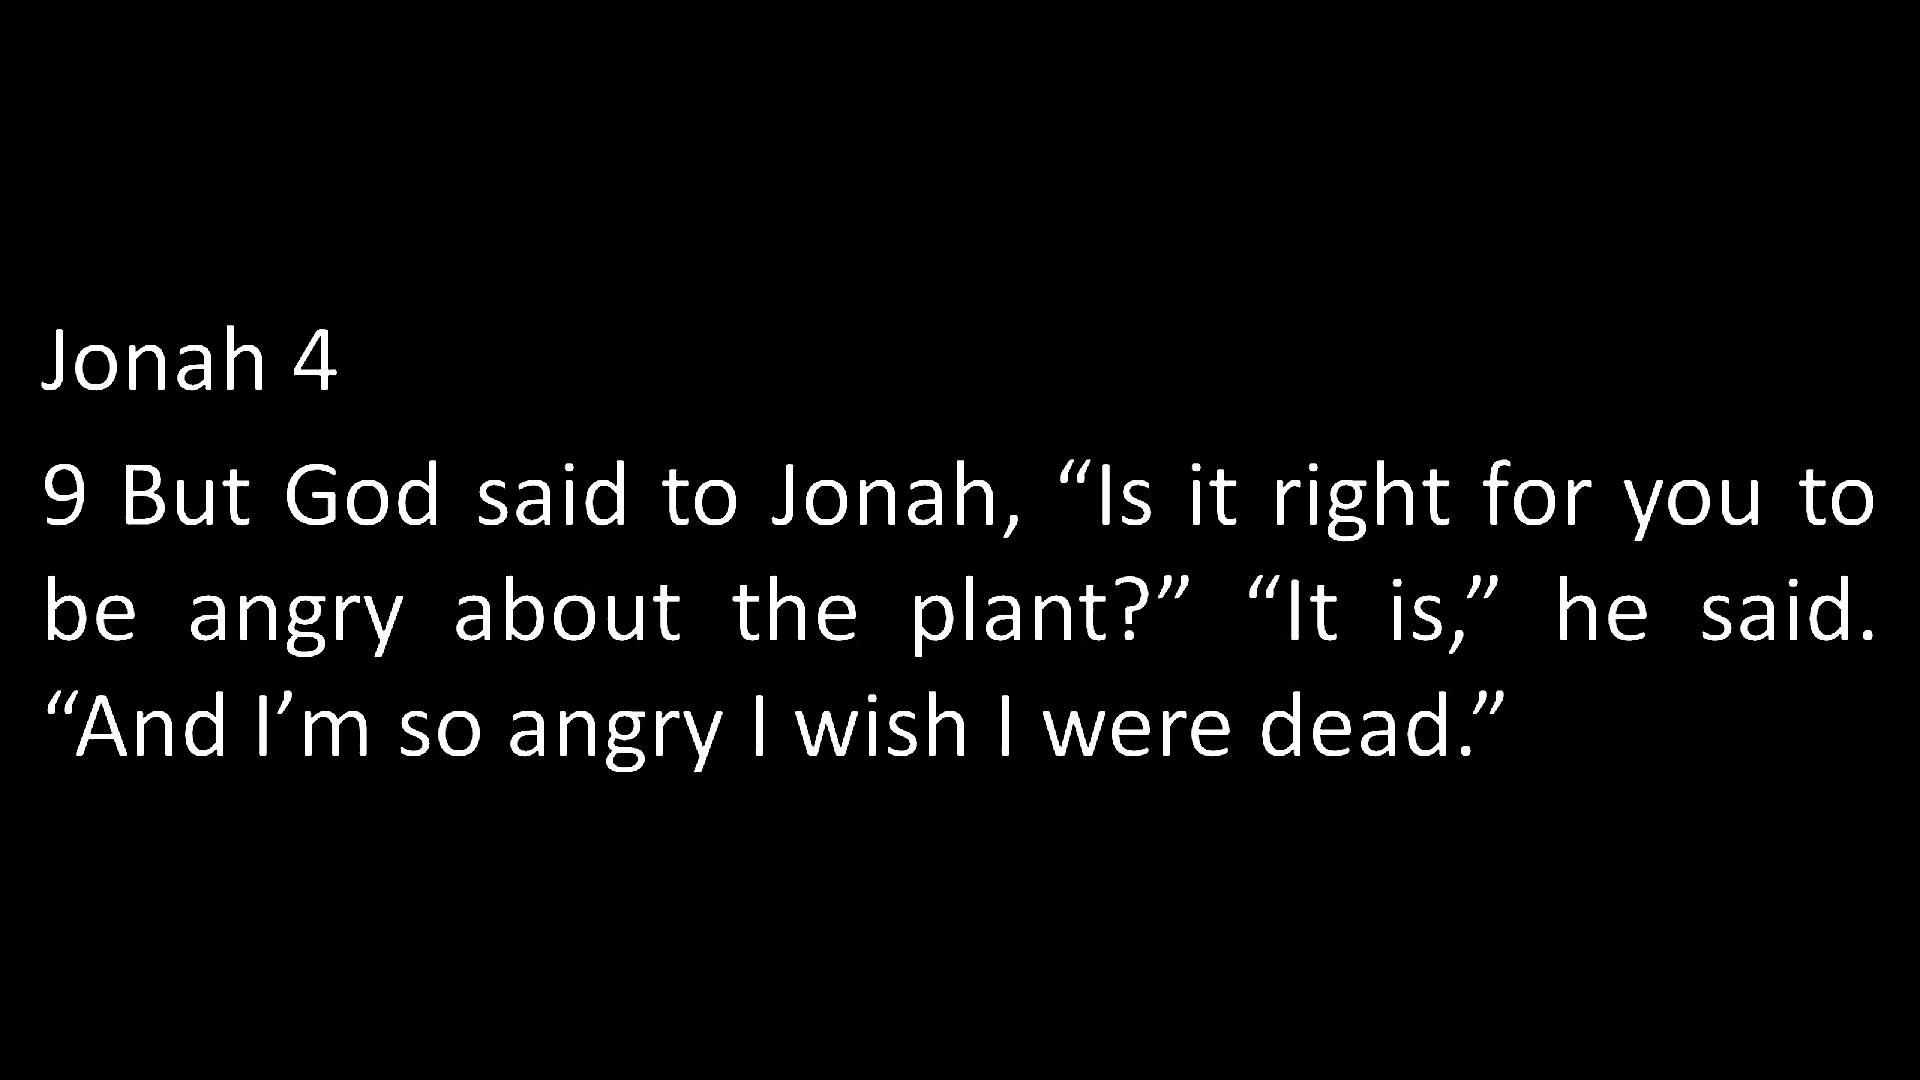 Jonah 4
9 But God said to Jonah, “Is it right for you to
be angry about the plant?” “It is,” he said.
“And I’m so angry I wish I were dead.”